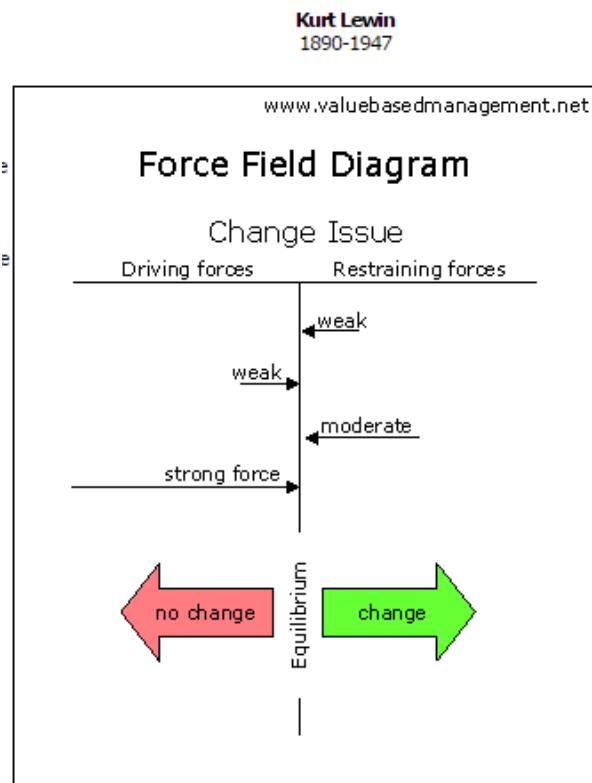 Kurt Lewin
1890-1947
www.valuebasedmanagement.net
Force Field Diagram
Change Issue
Driving forces Restraining forces
weak
weak
moderate
strong force
no change Equilibrium change